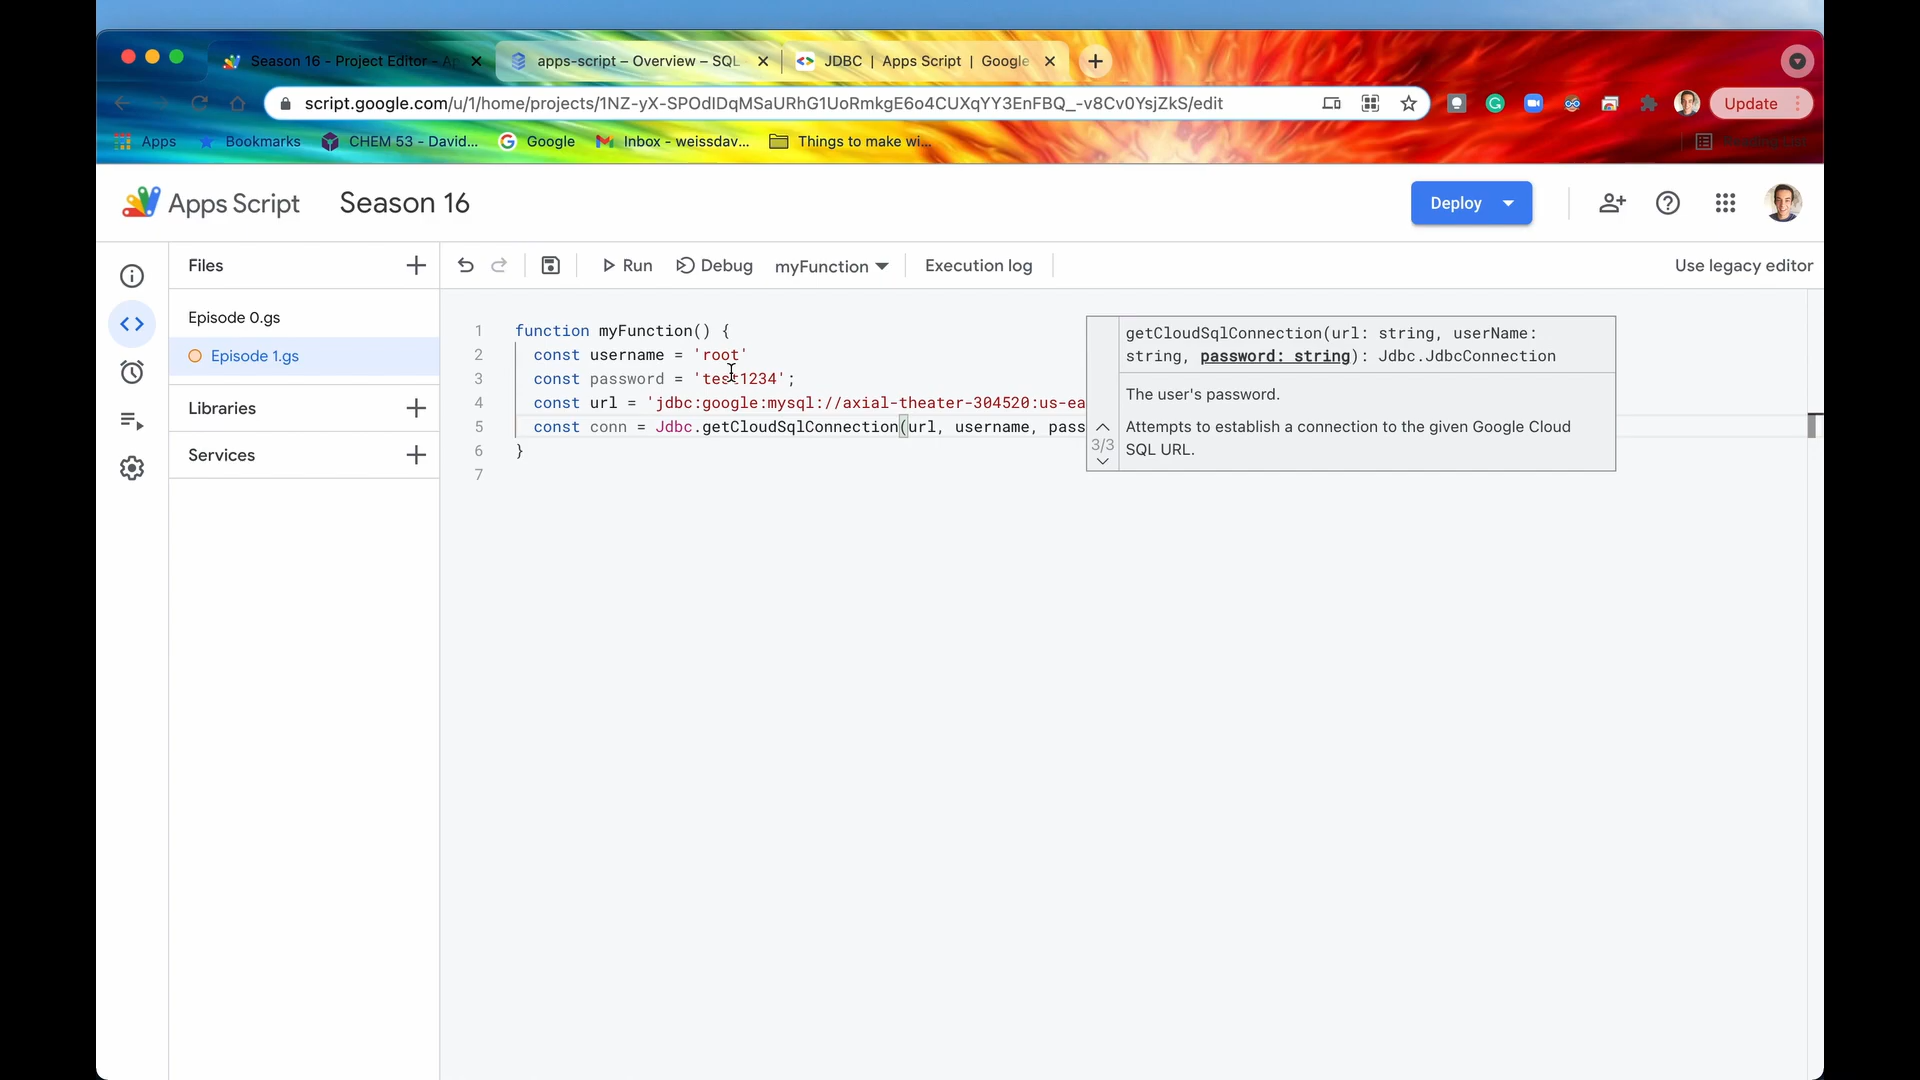 Season 16 - Project Editor - Ap
apps-script – Overview – SQL
JDBC | Apps Script | Google
script.google.com/u/1/home/projects/1NZ-yX-SPOdIDqMSaURhG1UoRmkgE6o4CUXqYY3EnFBQ_-v8Cv0YsjZkS/edit
Update
Apps
Bookmarks
CHEM 53 - David...
Google
Inbox - weissdav...
Things to make wi...
Reading List
Apps Script
Season 16
Deploy
Files
Run
Debug
myFunction
Execution log
Use legacy editor
Episode 0.gs
Episode 1.gs
Libraries
Services
1 function myFunction() {
2 const username = 'root'
3 const password = 'test1234';
4 const url = 'jdbc:google:mysql://axial-theater-304520:us-ea
5 const conn = Jdbc.getCloudSqlConnection(url, username, pass
6 }
7
3/3
getCloudSqlConnection(url: string, userName:
string, password: string): Jdbc.JdbcConnection
The user's password.
Attempts to establish a connection to the given Google Cloud
SQL URL.